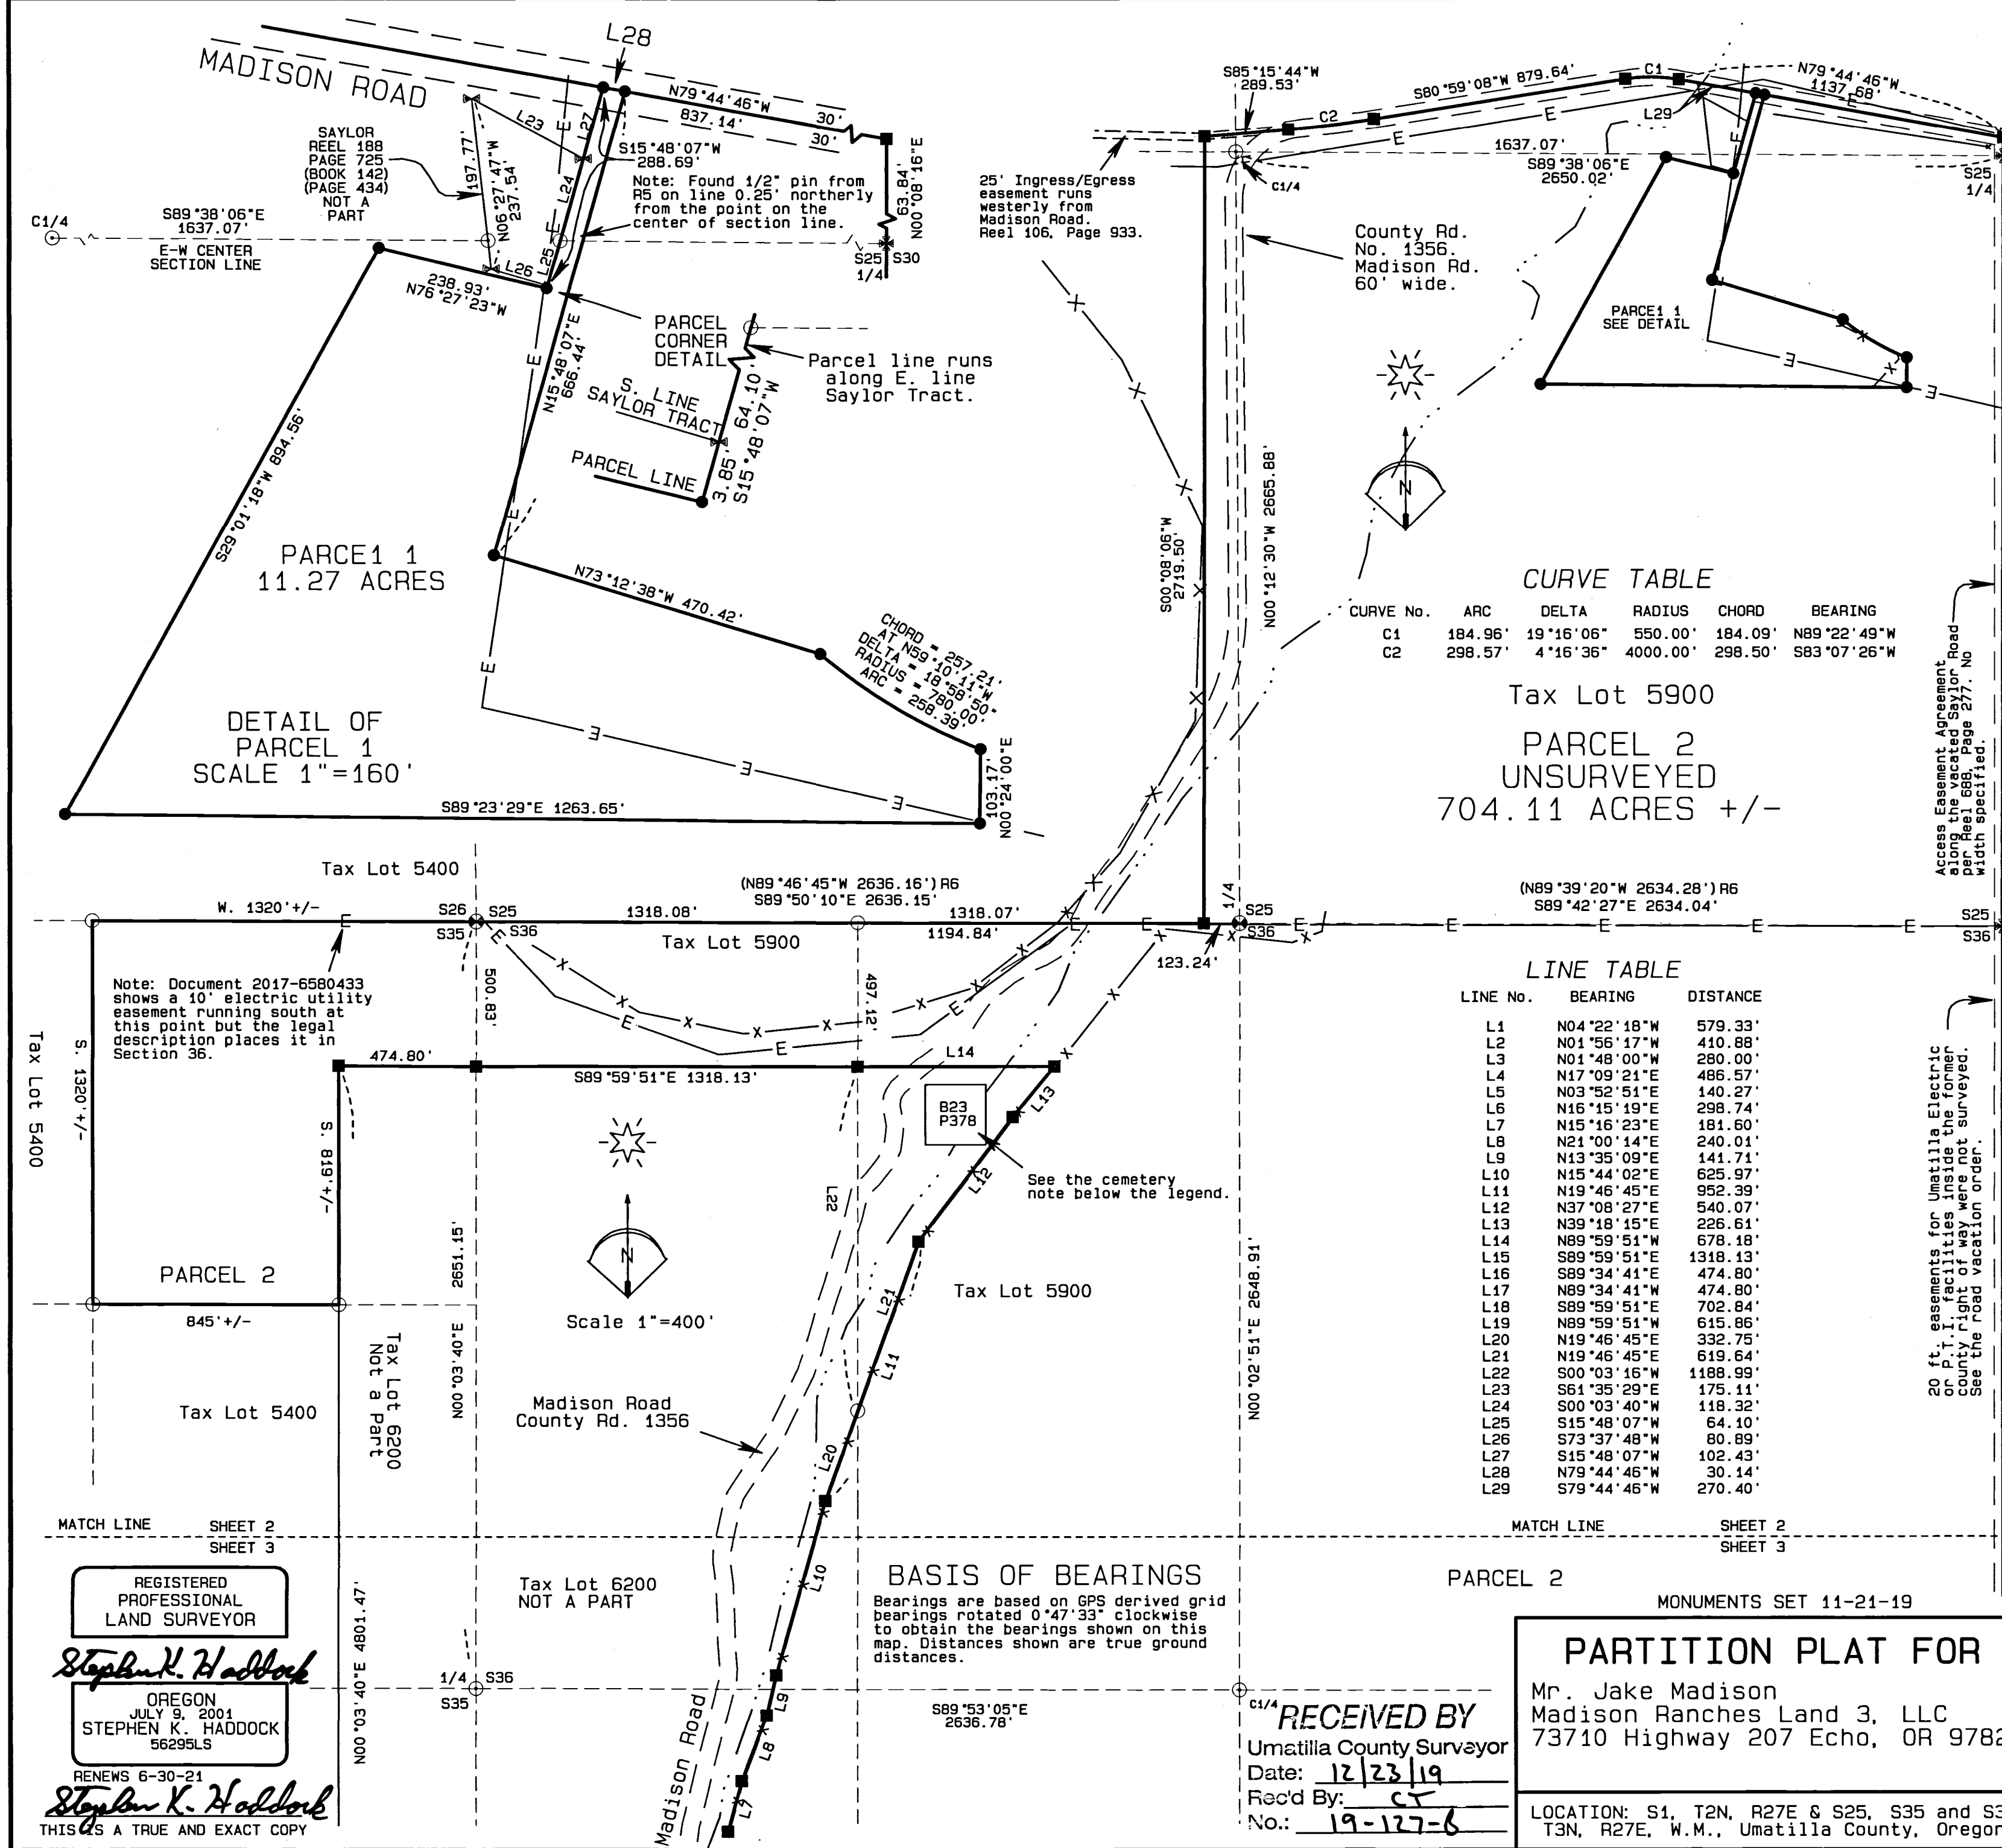 L28
MADISON ROAD
SAYLOR
REEL 188
PAGE 725
(BOOK 142)
(PAGE 434)
NOT A
PART
197.77'
N06°27'47"W
237.54'
L23
L27
L24
L25
L26
E
N79°44'46"W
837.14'
30'
30'
S15°48'07"W
288.69'
Note: Found 1/2" pin from
R5 on line 0.25' northerly
from the point on the
center of section line.
63.84'
N00°08'16"E
S25 S30
1/4
C1/4
S89°38'06"E
1637.07'
E-W CENTER
SECTION LINE
238.93'
N76°27'23"W
PARCEL
CORNER
DETAIL
Parcel line runs
along E. line
Saylor Tract.
S. LINE
SAYLOR TRACT
64.10'
3.85'
S15°48'07"W
PARCEL LINE
N15°48'07"E
666.44'
S29°01'18"W 894.56'
PARCE1 1
11.27 ACRES
N73°12'38"W 470.42'
CHORD = 257.21'
AT N59°10'11"W
DELTA = 18°58'50"
RADIUS = 780.00'
ARC = 258.39'
DETAIL OF
PARCEL 1
SCALE 1"=160'
S89°23'29"E 1263.65'
103.17'
N00°24'00"E
S85°15'44"W
289.53'
C2
S80°59'08"W 879.64'
C1
N79°44'46"W
1137.68'
L29
1637.07'
S89°38'06"E
2650.02'
C1/4
S25
1/4
25' Ingress/Egress
easement runs
westerly from
Madison Road.
Reel 106, Page 933.
County Rd.
No. 1356.
Madison Rd.
60' wide.
PARCE1 1
SEE DETAIL
N
S00°08'06"W
2719.50'
N00°12'30"W 2665.88'
CURVE TABLE
CURVE No. ARC DELTA RADIUS CHORD BEARING
C1 184.96' 19°16'06" 550.00' 184.09' N89°22'49"W
C2 298.57' 4°16'36" 4000.00' 298.50' S83°07'26"W
Tax Lot 5900
PARCEL 2
UNSURVEYED
704.11 ACRES +/-
Access Easement Agreement
along the vacated Saylor Road
per Reel 688, Page 277. No
width specified.
Tax Lot 5400
W. 1320'+/-
S26 S25
S35 S36
(N89°46'45"W 2636.16')R6
S89°50'10"E 2636.15'
1318.08'
1318.07'
1194.84'
Tax Lot 5900
1/4
S25
S36
123.24'
(N89°39'20"W 2634.28')R6
S89°42'27"E 2634.04'
S25
S36
Note: Document 2017-6580433
shows a 10' electric utility
easement running south at
this point but the legal
description places it in
Section 36.
Tax Lot 5400
S. 1320'+/-
500.83'
497.12'
474.80'
S89°59'51"E 1318.13'
L14
L13
B23
P378
L12
See the cemetery
note below the legend.
S. 819'+/-
L22
N
Scale 1"=400'
PARCEL 2
845'+/-
2651.15'
N00°03'40"E
L21
Tax Lot 5900
L11
N00°02'51"E 2648.91'
Tax Lot 6200
Not a Part
Tax Lot 5400
Madison Road
County Rd. 1356
L20
LINE TABLE
LINE No. BEARING DISTANCE
L1 N04°22'18"W 579.33'
L2 N01°56'17"W 410.88'
L3 N01°48'00"W 280.00'
L4 N17°09'21"E 486.57'
L5 N03°52'51"E 140.27'
L6 N16°15'19"E 298.74'
L7 N15°16'23"E 181.60'
L8 N21°00'14"E 240.01'
L9 N13°35'09"E 141.71'
L10 N15°44'02"E 625.97'
L11 N19°46'45"E 952.39'
L12 N37°08'27"E 540.07'
L13 N39°18'15"E 226.61'
L14 N89°59'51"W 678.18'
L15 S89°59'51"E 1318.13'
L16 S89°34'41"E 474.80'
L17 N89°34'41"W 474.80'
L18 S89°59'51"E 702.84'
L19 N89°59'51"W 615.86'
L20 N19°46'45"E 332.75'
L21 N19°46'45"E 619.64'
L22 S00°03'16"W 1188.99'
L23 S61°35'29"E 175.11'
L24 S00°03'40"W 118.32'
L25 S15°48'07"W 64.10'
L26 S73°37'48"W 80.89'
L27 S15°48'07"W 102.43'
L28 N79°44'46"W 30.14'
L29 S79°44'46"W 270.40'
20 ft. easements for Umatilla Electric
or P.T.I. facilities inside the former
county right of way were not surveyed.
See the road vacation order.
MATCH LINE SHEET 2
SHEET 3
MATCH LINE SHEET 2
SHEET 3
REGISTERED
PROFESSIONAL
LAND SURVEYOR
Stephen K. Haddock
OREGON
JULY 9, 2001
STEPHEN K. HADDOCK
56295LS
RENEWS 6-30-21
Stephen K. Haddock
THIS IS A TRUE AND EXACT COPY
N00°03'40"E 4801.47'
Tax Lot 6200
NOT A PART
1/4 S36
S35
L10
L9
L8
L7
Madison Road
BASIS OF BEARINGS
Bearings are based on GPS derived grid
bearings rotated 0°47'33" clockwise
to obtain the bearings shown on this
map. Distances shown are true ground
distances.
S89°53'05"E
2636.78'
C1/4
RECEIVED BY
Umatilla County Surveyor
Date: 12/23/19
Rec'd By: CT
No.: 19-127-B
PARCEL 2
MONUMENTS SET 11-21-19
PARTITION PLAT FOR
Mr. Jake Madison
Madison Ranches Land 3, LLC
73710 Highway 207 Echo, OR 9782
LOCATION: S1, T2N, R27E & S25, S35 and S3
T3N, R27E, W.M., Umatilla County, Oregon